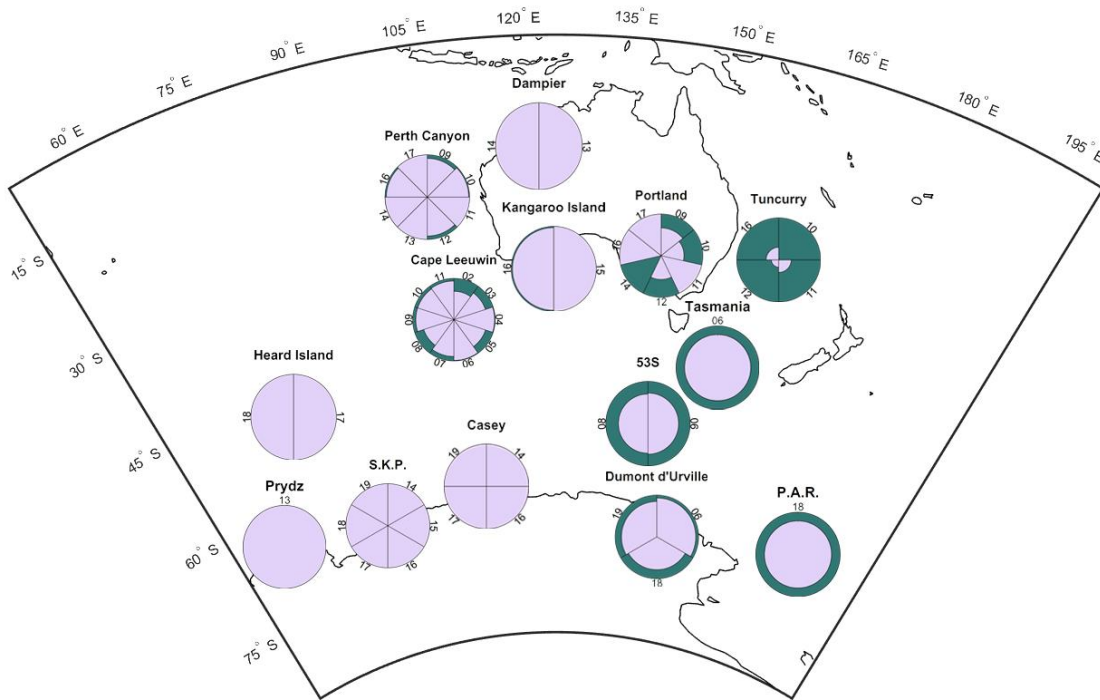 60° E
75° E
90° E
105° E
120° E
135° E
150° E
165° E
180° E
195° E
15° S
30° S
45° S
60° S
75° S
Dampier
14
13
Perth Canyon
17
09
16
10
14
11
13
12
Kangaroo Island
16
15
Portland
17
09
16
10
14
11
12
Tuncurry
16
10
12
11
Cape Leeuwin
11
02
10
03
09
04
08
05
07
06
Tasmania
06
Heard Island
18
17
53S
08
06
Casey
19
14
17
16
S.K.P.
19
14
18
15
17
16
Prydz
13
Dumont d'Urville
19
06
18
P.A.R.
18